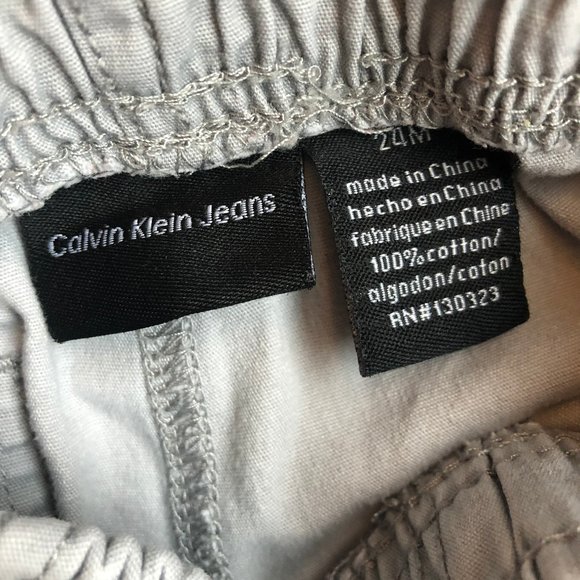 Calvin Klein Jeans
24M
made in China
hecho en China
fabrique en Chine
100% cotton/
algodon/coton
RN#130323